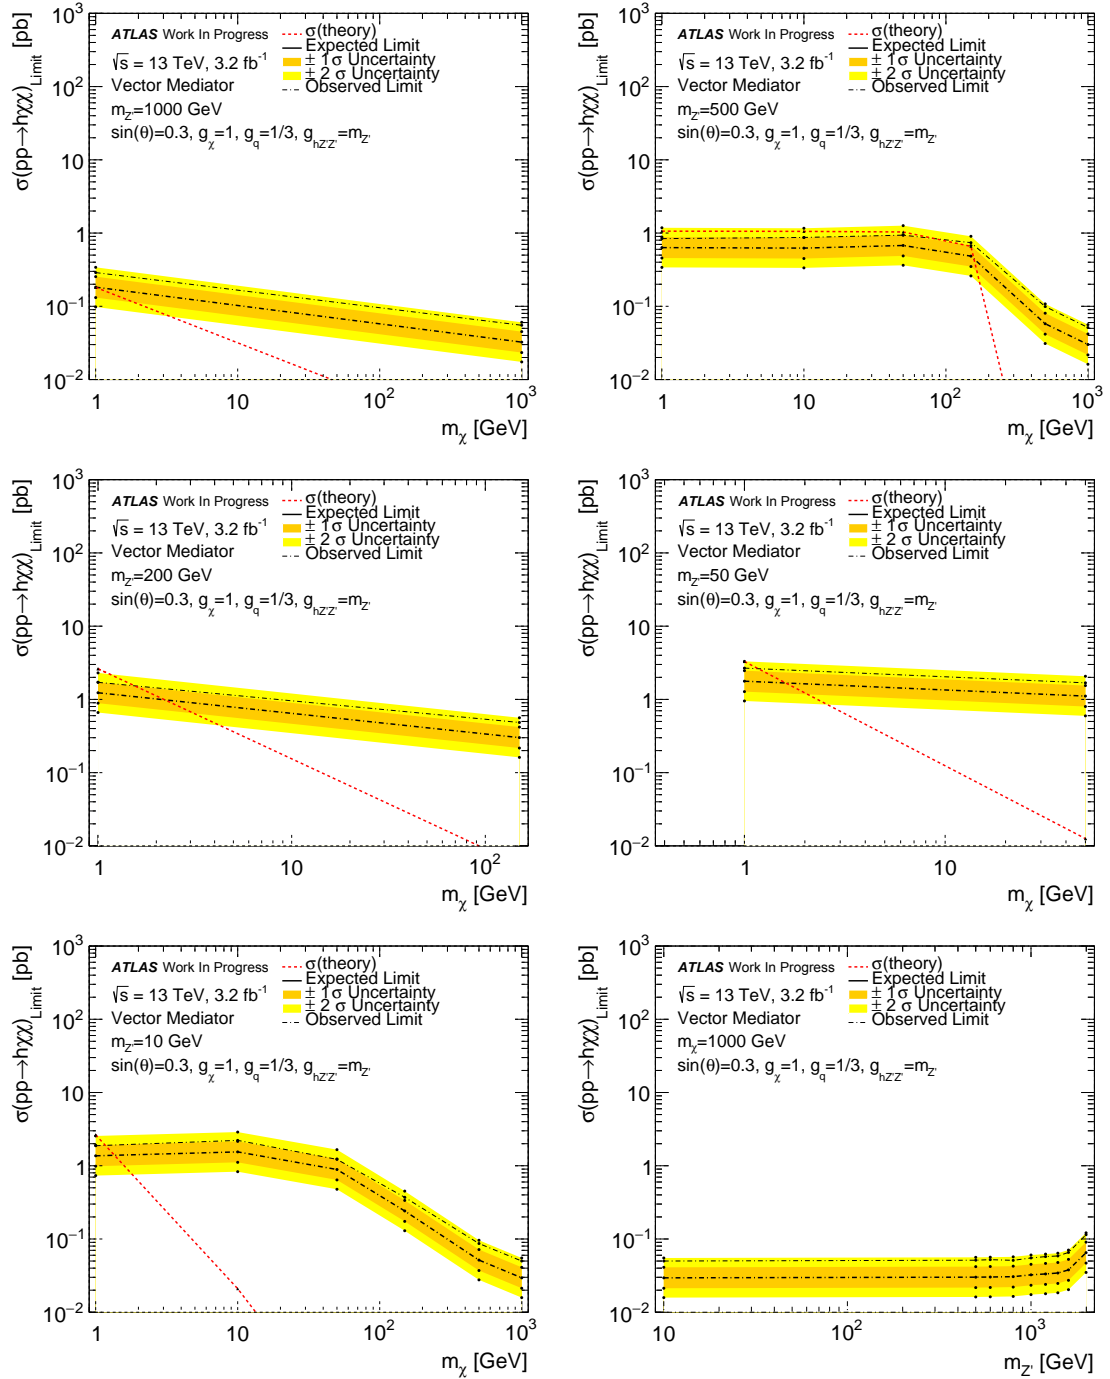 σ(pp→hχχ)_Limit [pb]
10³
10²
10
1
10⁻¹
10⁻²
ATLAS Work In Progress
√s = 13 TeV, 3.2 fb⁻¹
Vector Mediator
m_Z'=1000 GeV
sin(θ)=0.3, g_χ=1, g_q=1/3, g_hZ'Z'=m_Z'
σ(theory)
Expected Limit
± 1σ Uncertainty
± 2 σ Uncertainty
Observed Limit
1 10 10² 10³
m_χ [GeV]
σ(pp→hχχ)_Limit [pb]
10³
10²
10
1
10⁻¹
10⁻²
ATLAS Work In Progress
√s = 13 TeV, 3.2 fb⁻¹
Vector Mediator
m_Z'=500 GeV
sin(θ)=0.3, g_χ=1, g_q=1/3, g_hZ'Z'=m_Z'
σ(theory)
Expected Limit
± 1σ Uncertainty
± 2 σ Uncertainty
Observed Limit
1 10 10² 10³
m_χ [GeV]
σ(pp→hχχ)_Limit [pb]
10³
10²
10
1
10⁻¹
10⁻²
ATLAS Work In Progress
√s = 13 TeV, 3.2 fb⁻¹
Vector Mediator
m_Z'=200 GeV
sin(θ)=0.3, g_χ=1, g_q=1/3, g_hZ'Z'=m_Z'
σ(theory)
Expected Limit
± 1σ Uncertainty
± 2 σ Uncertainty
Observed Limit
1 10 10²
m_χ [GeV]
σ(pp→hχχ)_Limit [pb]
10³
10²
10
1
10⁻¹
10⁻²
ATLAS Work In Progress
√s = 13 TeV, 3.2 fb⁻¹
Vector Mediator
m_Z'=50 GeV
sin(θ)=0.3, g_χ=1, g_q=1/3, g_hZ'Z'=m_Z'
σ(theory)
Expected Limit
± 1σ Uncertainty
± 2 σ Uncertainty
Observed Limit
1 10
m_χ [GeV]
σ(pp→hχχ)_Limit [pb]
10³
10²
10
1
10⁻¹
10⁻²
ATLAS Work In Progress
√s = 13 TeV, 3.2 fb⁻¹
Vector Mediator
m_Z'=10 GeV
sin(θ)=0.3, g_χ=1, g_q=1/3, g_hZ'Z'=m_Z'
σ(theory)
Expected Limit
± 1σ Uncertainty
± 2 σ Uncertainty
Observed Limit
1 10 10² 10³
m_χ [GeV]
σ(pp→hχχ)_Limit [pb]
10³
10²
10
1
10⁻¹
10⁻²
ATLAS Work In Progress
√s = 13 TeV, 3.2 fb⁻¹
Vector Mediator
m_χ=1000 GeV
sin(θ)=0.3, g_χ=1, g_q=1/3, g_hZ'Z'=m_Z'
σ(theory)
Expected Limit
± 1σ Uncertainty
± 2 σ Uncertainty
Observed Limit
10 10² 10³
m_Z' [GeV]